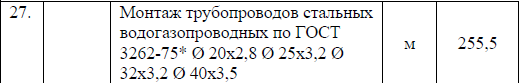 27.
Монтаж трубопроводов стальных
водогазопроводных по ГОСТ
3262-75* Ø 20х2,8 Ø 25х3,2 Ø
32х3,2 Ø 40х3,5
м
255,5